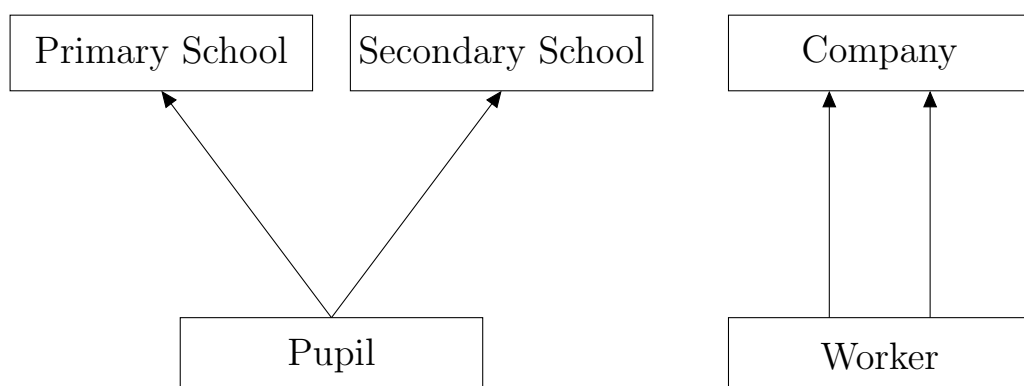 Primary School
Secondary School
Company
Pupil
Worker